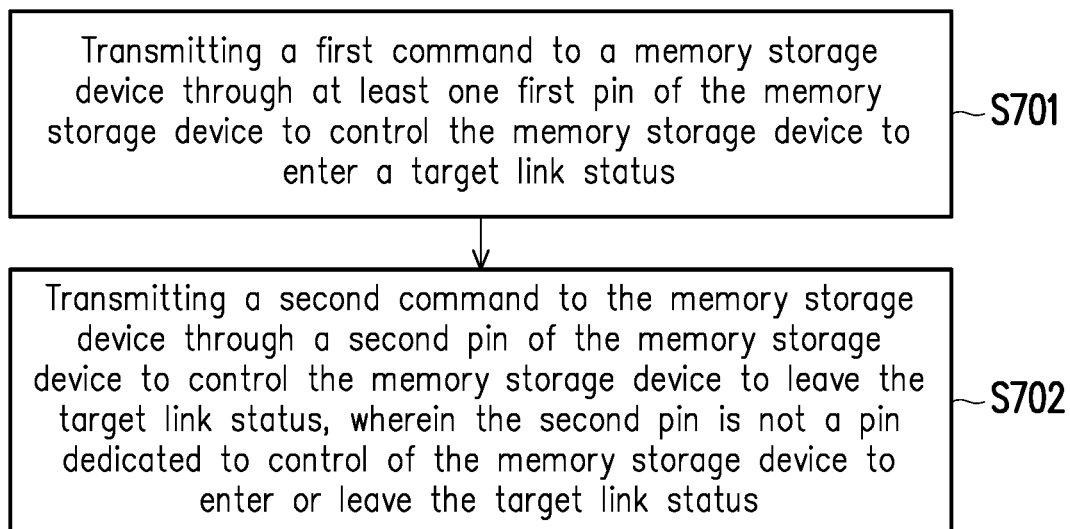 Transmitting a first command to a memory storage
device through at least one first pin of the memory
storage device to control the memory storage device to
enter a target link status
S701
Transmitting a second command to the memory storage
device through a second pin of the memory storage
device to control the memory storage device to leave the
target link status, wherein the second pin is not a pin
dedicated to control of the memory storage device to
enter or leave the target link status
S702